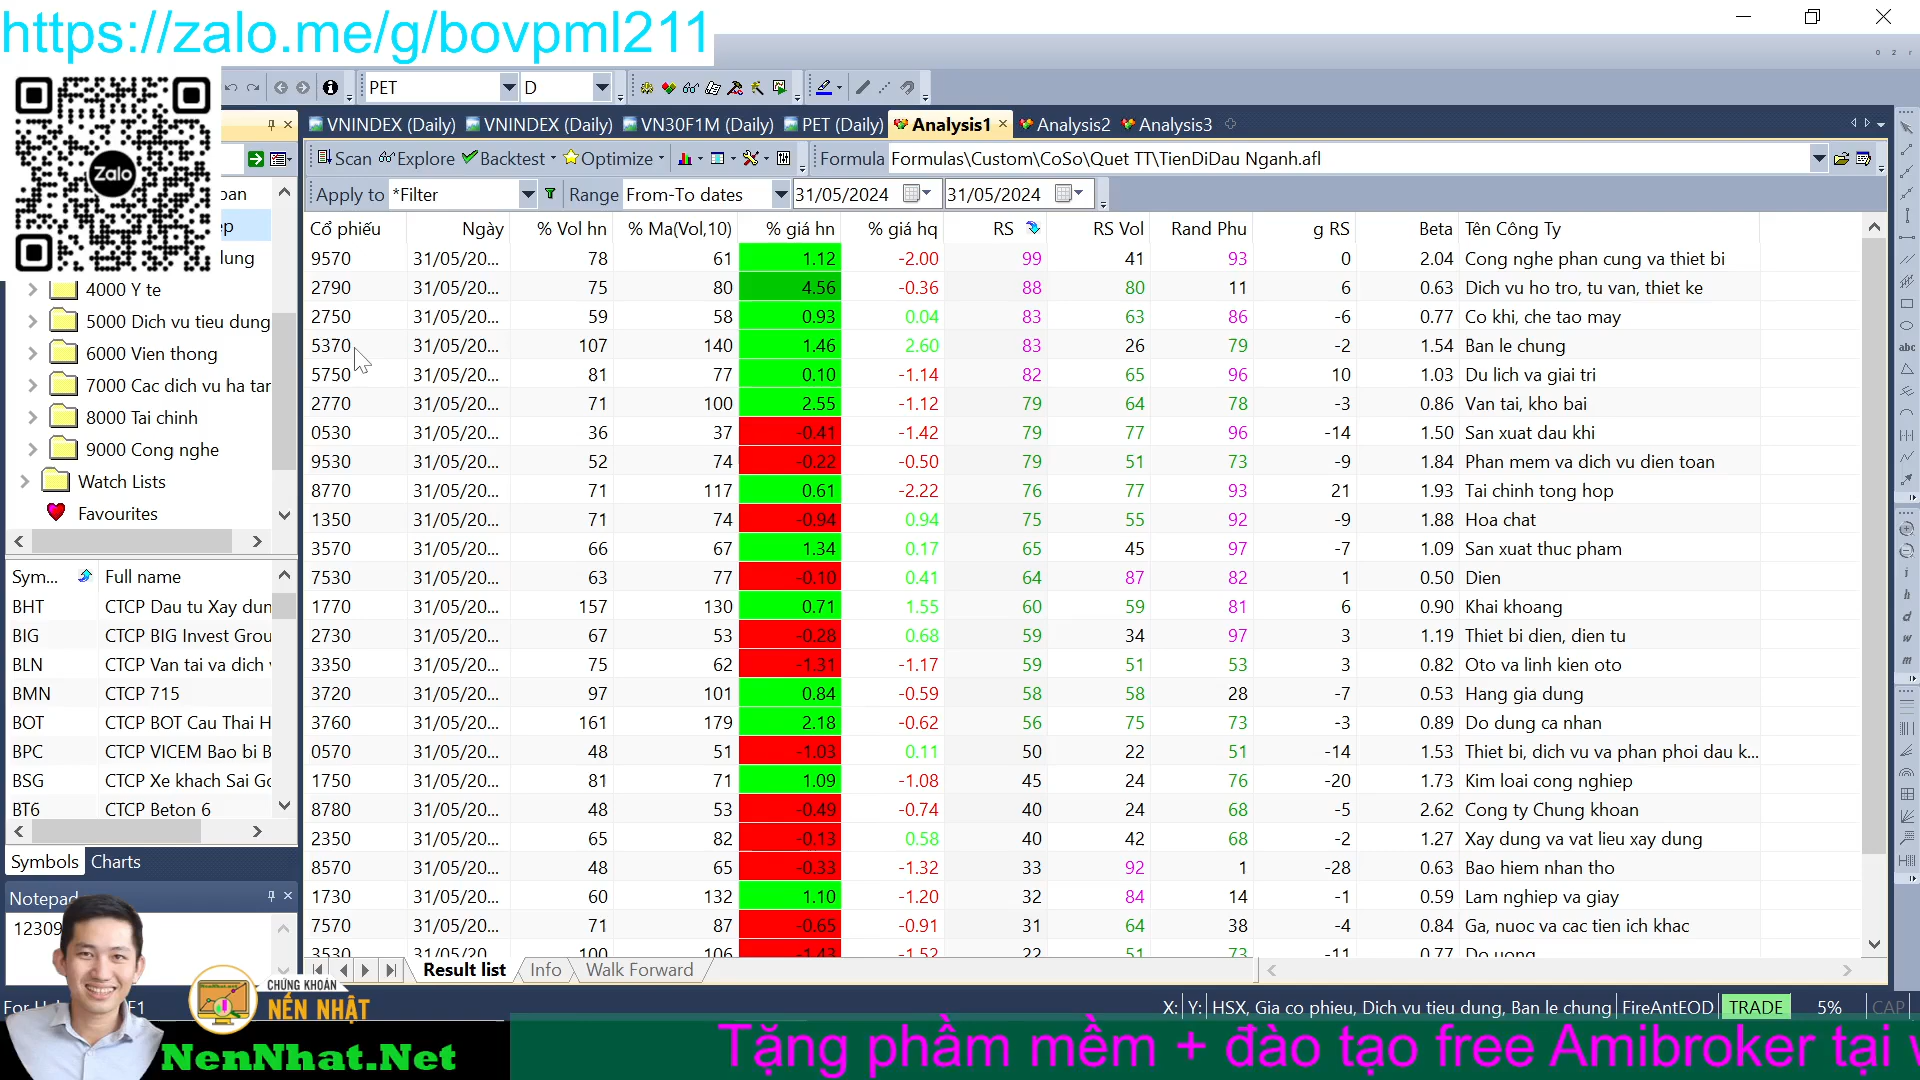 https://zalo.me/g/bovpml211
Zalo
PET D
VNINDEX (Daily) VNINDEX (Daily) VN30F1M (Daily) PET (Daily) Analysis1 Analysis2 Analysis3
Scan Explore Backtest Optimize Formula Formulas\Custom\CoSo\Quet TT\TienDiDau Nganh.afl
Apply to *Filter Range From-To dates 31/05/2024 31/05/2024
4000 Y te
5000 Dich vu tieu dung
6000 Vien thong
7000 Cac dich vu ha tar
8000 Tai chinh
9000 Cong nghe
Watch Lists
Favourites
Sym... Full name
BHT CTCP Dau tu Xay dun
BIG CTCP BIG Invest Grou
BLN CTCP Van tai va dich
BMN CTCP 715
BOT CTCP BOT Cau Thai H
BPC CTCP VICEM Bao bi B
BSG CTCP Xe khach Sai Go
BT6 CTCP Beton 6
Symbols Charts
Notepad
12309
Cổ phiếu Ngày % Vol hn % Ma(Vol,10) % giá hn % giá hq RS RS Vol Rand Phu g RS Beta Tên Công Ty
9570 31/05/20... 78 61 1.12 -2.00 99 41 93 0 2.04 Cong nghe phan cung va thiet bi
2790 31/05/20... 75 80 4.56 -0.36 88 80 11 6 0.63 Dich vu ho tro, tu van, thiet ke
2750 31/05/20... 59 58 0.93 0.04 83 63 86 -6 0.77 Co khi, che tao may
5370 31/05/20... 107 140 1.46 2.60 83 26 79 -2 1.54 Ban le chung
5750 31/05/20... 81 77 0.10 -1.14 82 65 96 10 1.03 Du lich va giai tri
2770 31/05/20... 71 100 2.55 -1.12 79 64 78 -3 0.86 Van tai, kho bai
0530 31/05/20... 36 37 -0.41 -1.42 79 77 96 -14 1.50 San xuat dau khi
9530 31/05/20... 52 74 -0.22 -0.50 79 51 73 -9 1.84 Phan mem va dich vu dien toan
8770 31/05/20... 71 117 0.61 -2.22 76 77 93 21 1.93 Tai chinh tong hop
1350 31/05/20... 71 74 -0.94 0.94 75 55 92 -9 1.88 Hoa chat
3570 31/05/20... 66 67 1.34 0.17 65 45 97 -7 1.09 San xuat thuc pham
7530 31/05/20... 63 77 -0.10 0.41 64 87 82 1 0.50 Dien
1770 31/05/20... 157 130 0.71 1.55 60 59 81 6 0.90 Khai khoang
2730 31/05/20... 67 53 -0.28 0.68 59 34 97 3 1.19 Thiet bi dien, dien tu
3350 31/05/20... 75 62 -1.31 -1.17 59 51 53 3 0.82 Oto va linh kien oto
3720 31/05/20... 97 101 0.84 -0.59 58 58 28 -7 0.53 Hang gia dung
3760 31/05/20... 161 179 2.18 -0.62 56 75 73 -3 0.89 Do dung ca nhan
0570 31/05/20... 48 51 -1.03 0.11 50 22 51 -14 1.53 Thiet bi, dich vu va phan phoi dau k...
1750 31/05/20... 81 71 1.09 -1.08 45 24 76 -20 1.73 Kim loai cong nghiep
8780 31/05/20... 48 53 -0.49 -0.74 40 24 68 -5 2.62 Cong ty Chung khoan
2350 31/05/20... 65 82 -0.13 0.58 40 42 68 -2 1.27 Xay dung va vat lieu xay dung
8570 31/05/20... 48 65 -0.33 -1.32 33 92 1 -28 0.63 Bao hiem nhan tho
1730 31/05/20... 60 132 1.10 -1.20 32 84 14 -1 0.59 Lam nghiep va giay
7570 31/05/20... 71 87 -0.65 -0.91 31 64 38 -4 0.84 Ga, nuoc va cac tien ich khac
3530 31/05/20... 100 106 -1.43 -1.52 22 51 73 -11 0.77 Do uong
Result list Info Walk Forward
X: Y: HSX, Gia co phieu, Dich vu tieu dung, Ban le chung FireAntEOD TRADE 5% CAP
CHỨNG KHOÁN
NẾN NHẬT
NenNhat.Net
Tặng phầm mềm + đào tạo free Amibroker tại